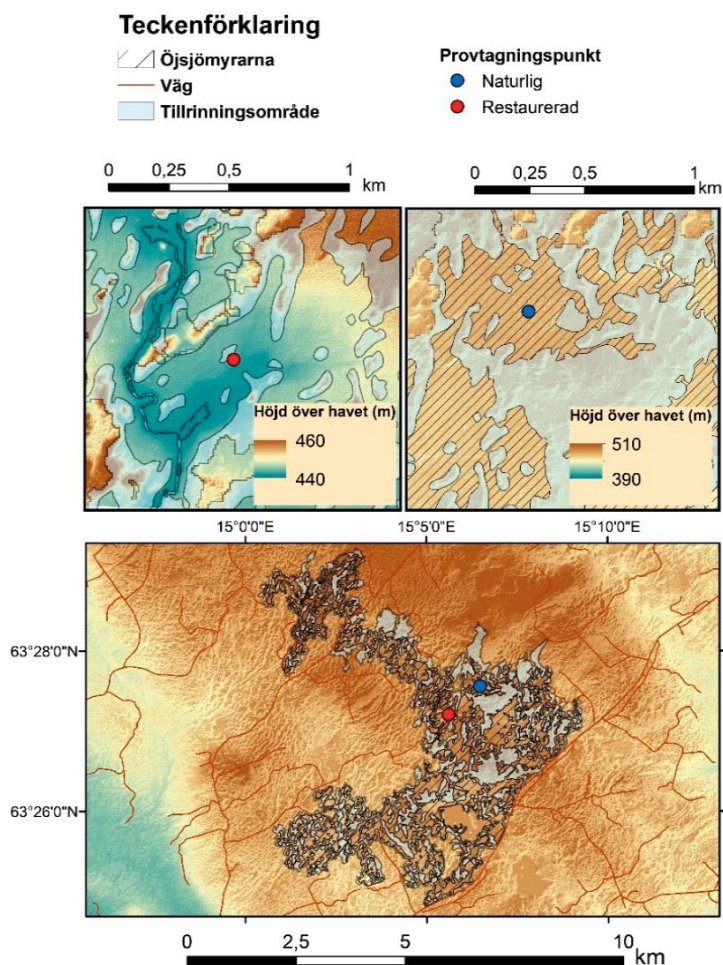 Teckenförklaring
Öjsjömyrarna
Väg
Tillrinningsområde
Provtagningspunkt
Naturlig
Restaurerad
0 0,25 0,5 1
km
0 0,25 0,5 1
km
Höjd över havet (m)
460
440
Höjd över havet (m)
510
390
15°0'0"E 15°5'0"E 15°10'0"E
63°28'0"N
63°26'0"N
0 2,5 5 10
km